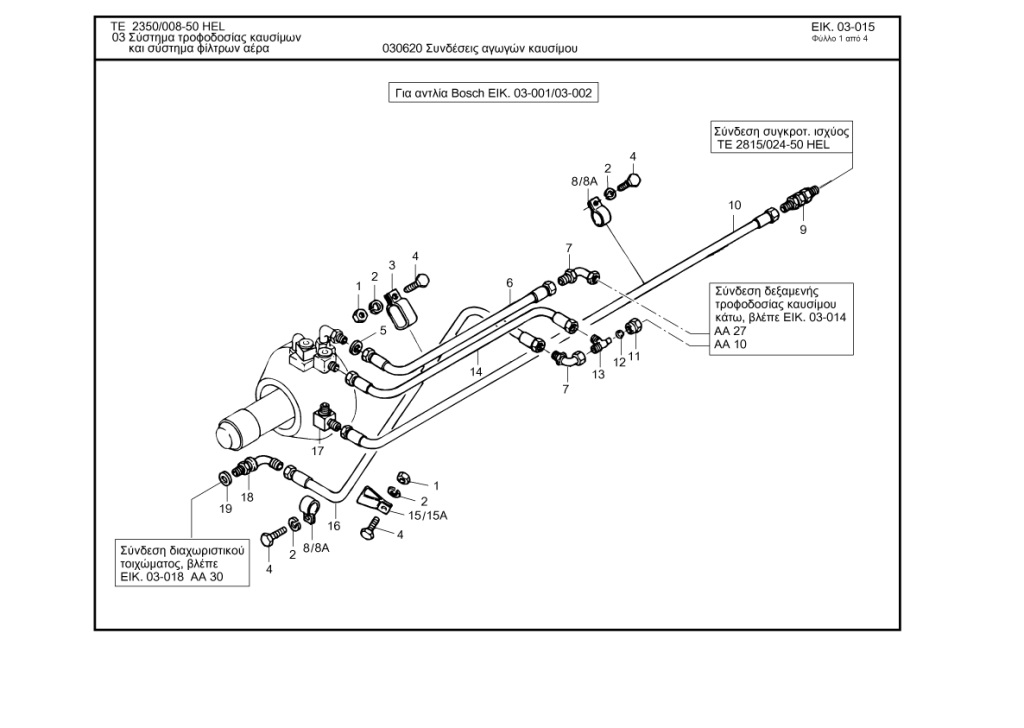 TE 2350/008-50 HEL
03 Σύστημα τροφοδοσίας καυσίμων
και σύστημα φίλτρων αέρα
030620 Συνδέσεις αγωγών καυσίμου
ΕΙΚ. 03-015
Φύλλο 1 από 4
Για αντλία Bosch ΕΙΚ. 03-001/03-002
Σύνδεση συγκροτ. ισχύος
TE 2815/024-50 HEL
4
2
8/8A
10
9
7
4
3
2
1
6
5
Σύνδεση δεξαμενής
τροφοδοσίας καυσίμου
κάτω, βλέπε ΕΙΚ. 03-014
ΑΑ 27
ΑΑ 10
14
7
13
12
11
17
19
18
16
1
2
15/15A
4
8/8A
2
4
Σύνδεση διαχωριστικού
τοιχώματος, βλέπε
ΕΙΚ. 03-018 ΑΑ 30